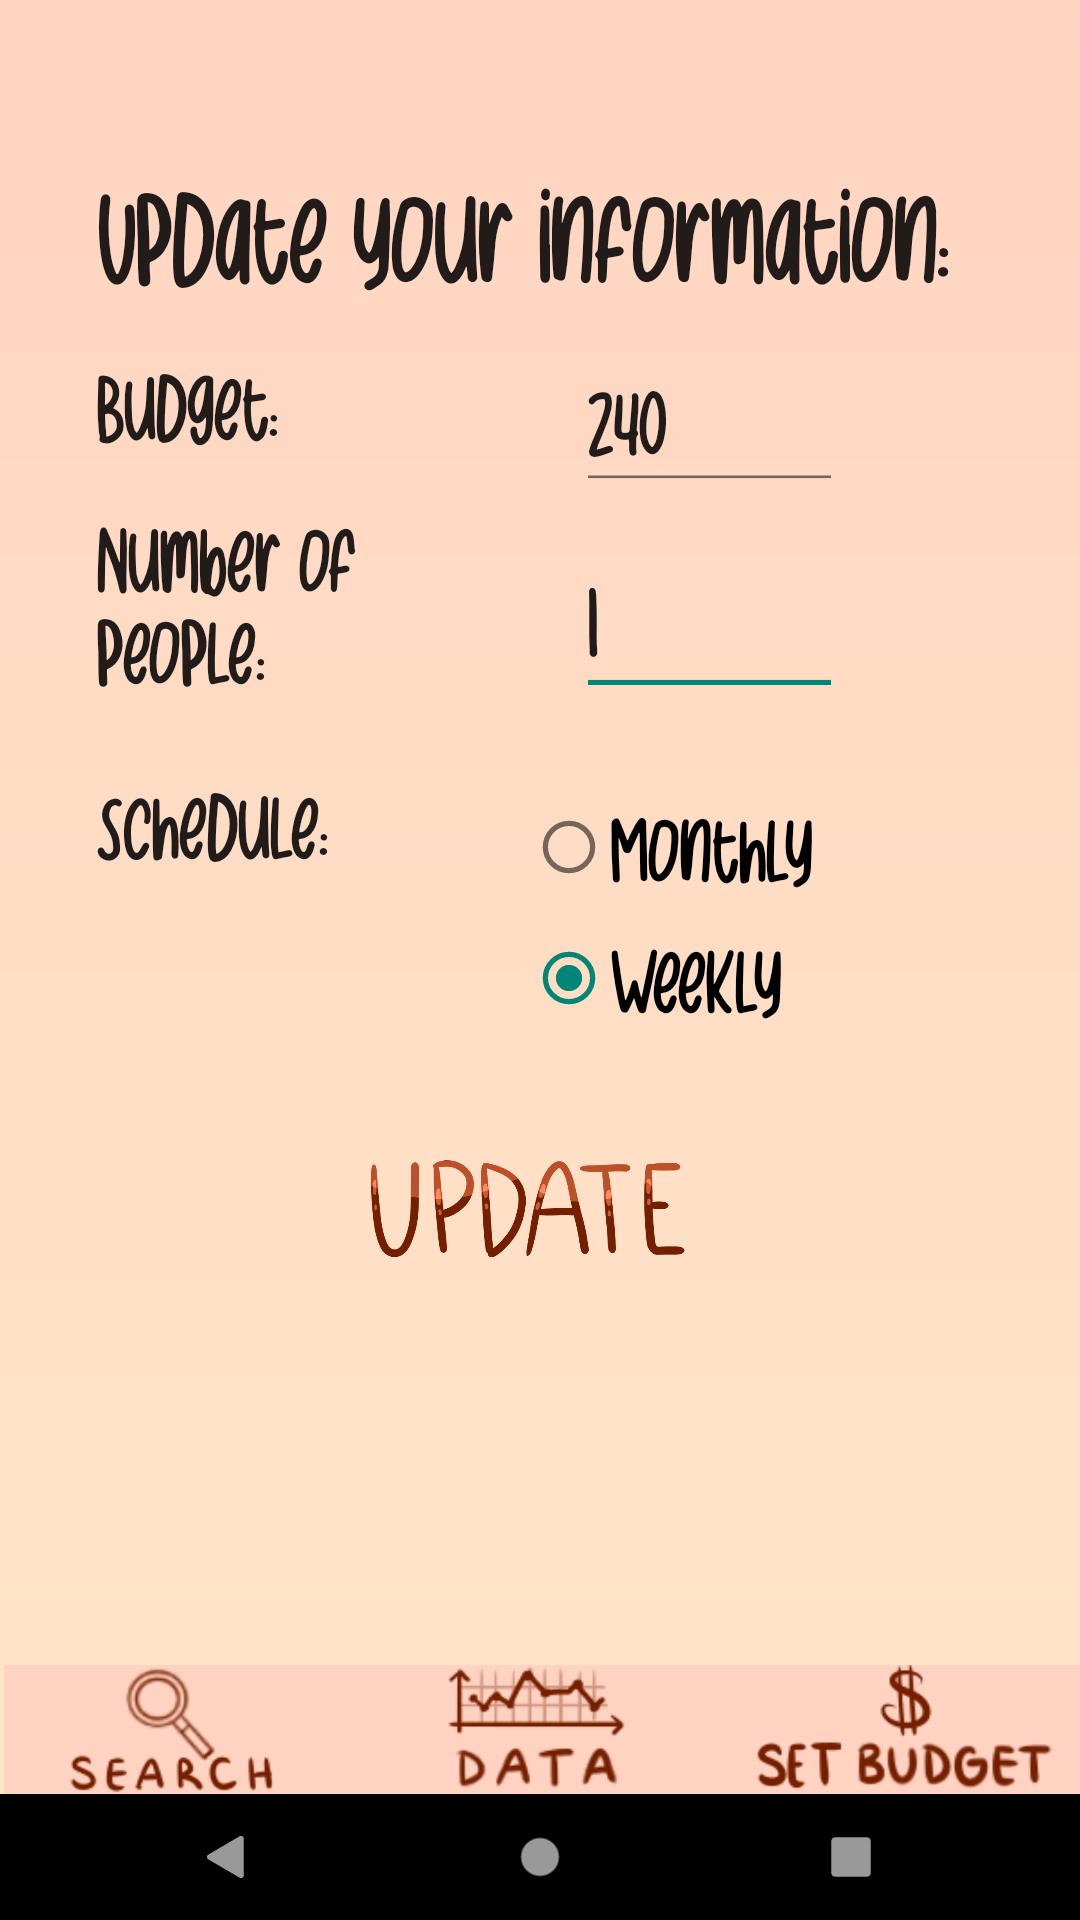 Update your information:
Budget:
240
Number of
People:
1
Schedule:
Monthly
Weekly
UPDATE
SEARCH
DATA
SET BUDGET